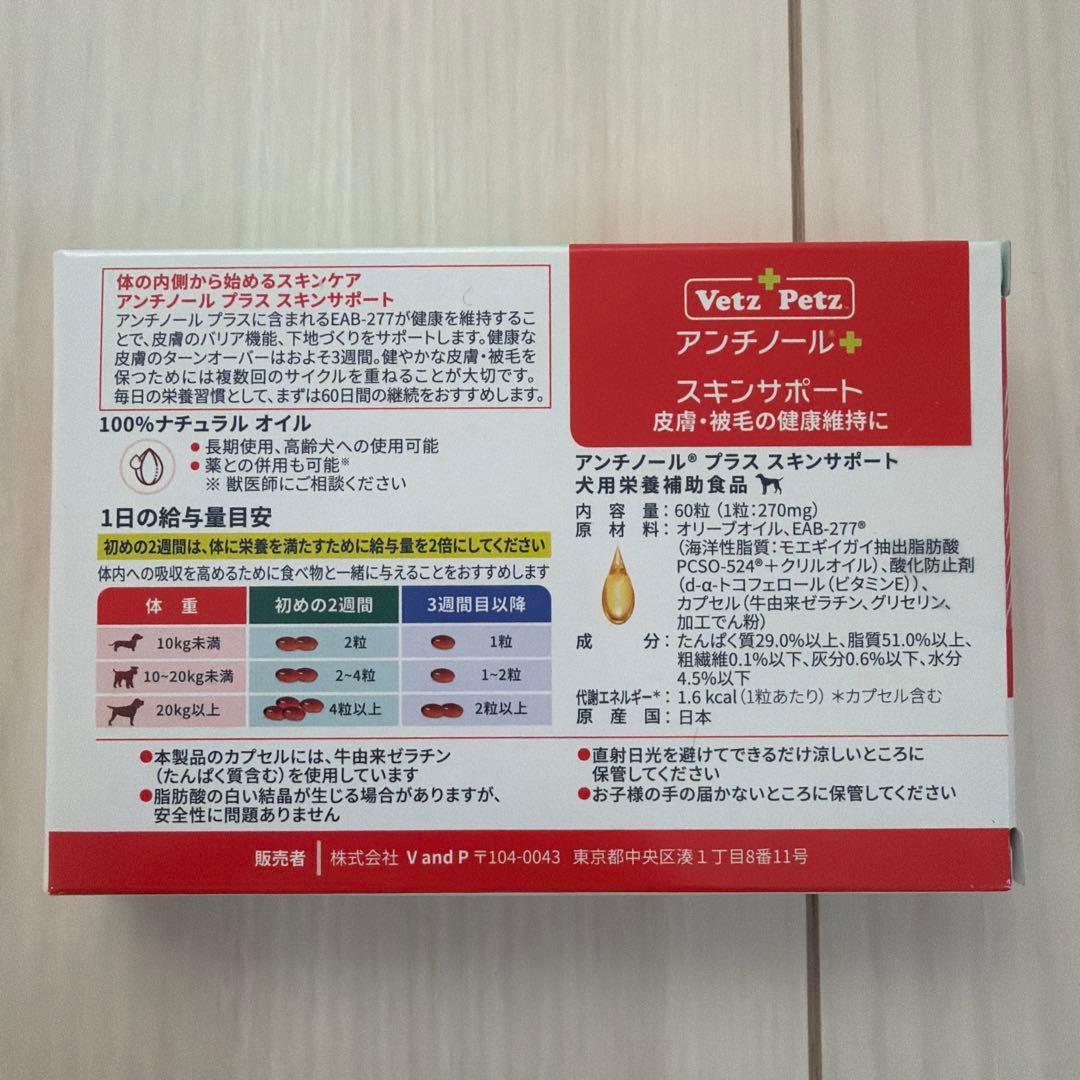 体の内側から始めるスキンケア
アンチノール プラス スキンサポート
アンチノール プラスに含まれるEAB-277が健康を維持するこ
とで、皮膚のバリア機能、下地づくりをサポートします。健康な
皮膚のターンオーバーはおよそ3週間。健やかな皮膚・被毛を
保つためには複数回のサイクルを重ねることが大切です。
毎日の栄養習慣として、まずは60日間の継続をおすすめします。
100%ナチュラル オイル
●長期使用、高齢犬への使用可能
●薬との併用も可能※
※ 獣医師にご相談ください
1日の給与量目安
初めの2週間は、体に栄養を満たすために給与量を2倍にしてください
体内への吸収を高めるために食べ物と一緒に与えることをおすすめします
体 重 初めの2週間 3週間目以降
10kg未満 2粒 1粒
10~20kg未満 2~4粒 1~2粒
20kg以上 4粒以上 2粒以上
Vetz Petz™
アンチノール®+
スキンサポート
皮膚・被毛の健康維持に
アンチノール® プラス スキンサポート
犬用栄養補助食品
内 容 量：60粒（1粒：270mg）
原 材 料：オリーブオイル、EAB-277®
（海洋性脂質：モエギイガイ抽出脂肪酸
PCSO-524®＋クリルオイル）、酸化防止剤
（d-α-トコフェロール（ビタミンE））、
カプセル（牛由来ゼラチン、グリセリン、
加工でん粉）
成 分：たんぱく質29.0%以上、脂質51.0%以上、
粗繊維0.1%以下、灰分0.6%以下、水分
4.5%以下
代謝エネルギー*：1.6 kcal（1粒あたり）＊カプセル含む
原 産 国：日本
●本製品のカプセルには、牛由来ゼラチン
（たんぱく質含む）を使用しています
●脂肪酸の白い結晶が生じる場合がありますが、
安全性に問題ありません
●直射日光を避けてできるだけ涼しいところに
保管してください
●お子様の手の届かないところに保管してください
販売者 株式会社 V and P 〒104-0043 東京都中央区湊1丁目8番11号